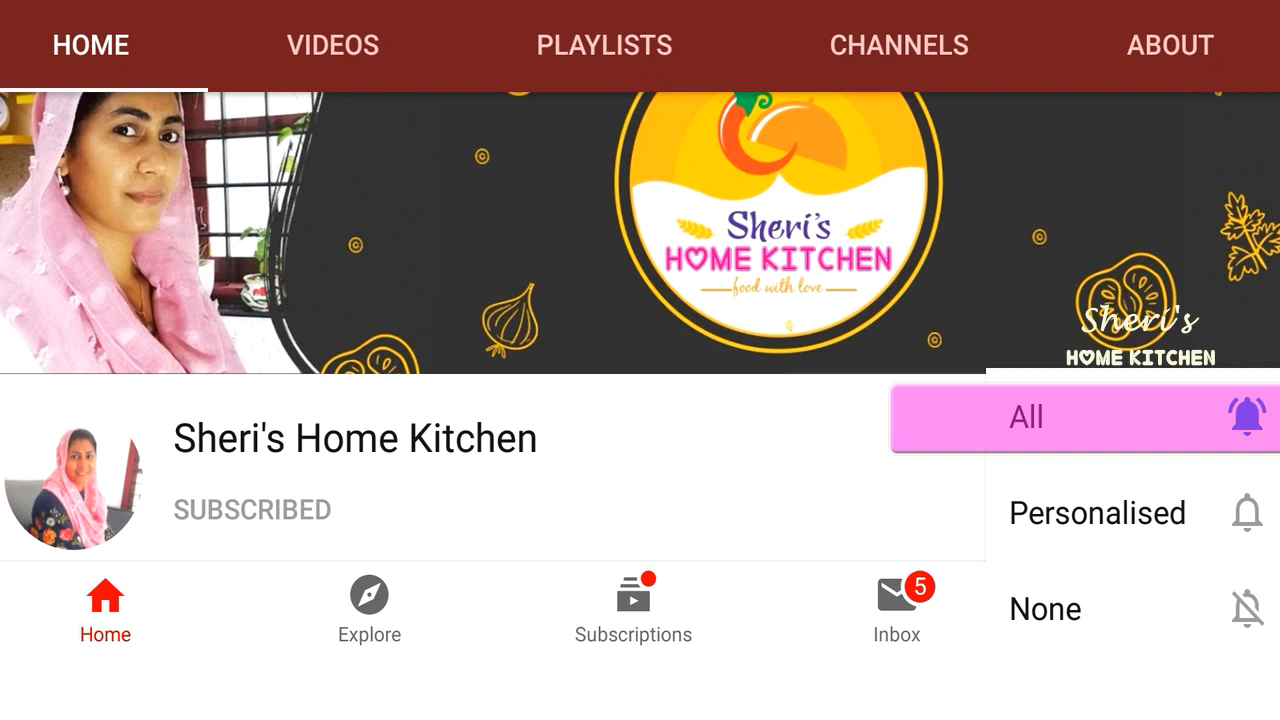 HOME VIDEOS PLAYLISTS CHANNELS ABOUT
Sheri's
HOME KITCHEN
food with love
Sheri's
HOME KITCHEN
All
Sheri's Home Kitchen
SUBSCRIBED
Personalised
None
5
Home Explore Subscriptions Inbox